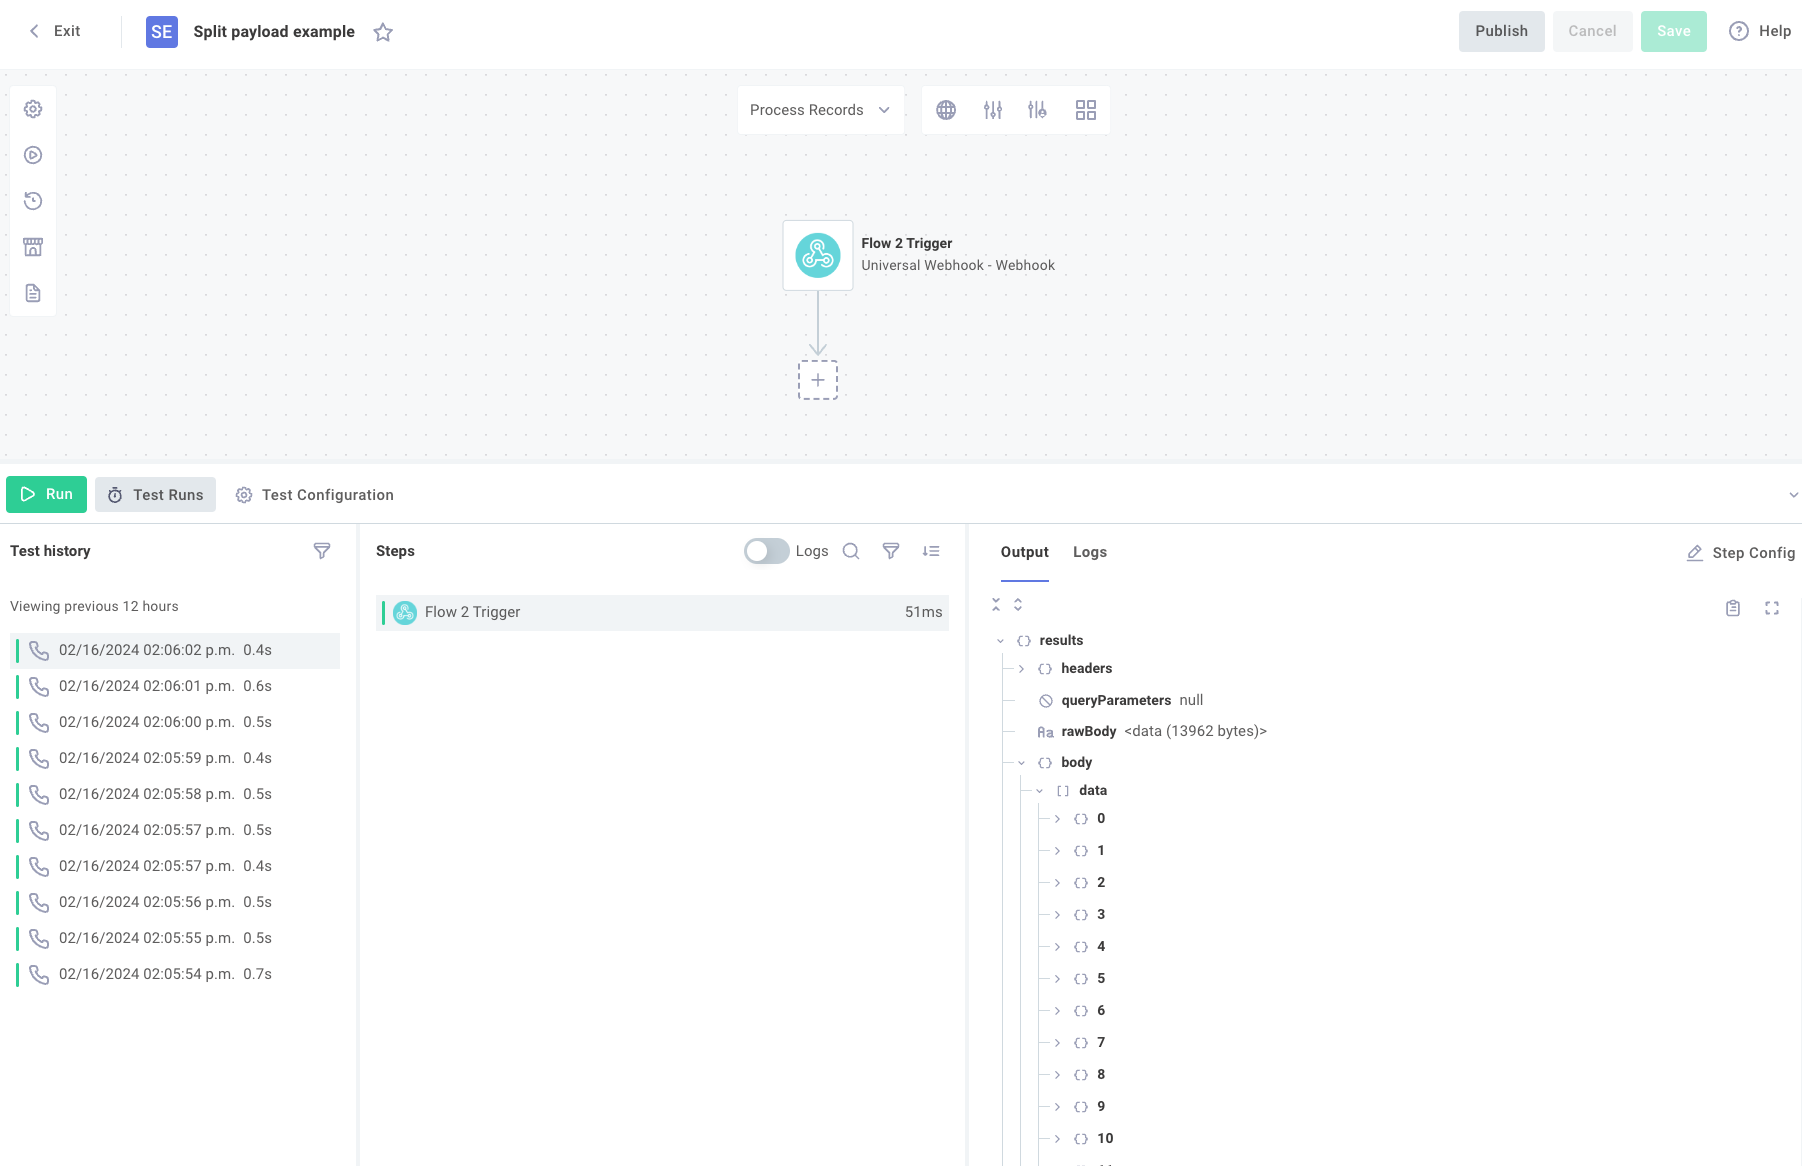 Exit
SE
Split payload example
Publish
Cancel
Save
Help
Process Records
Flow 2 Trigger
Universal Webhook - Webhook
Run
Test Runs
Test Configuration
Test history
Viewing previous 12 hours
02/16/2024 02:06:02 p.m. 0.4s
02/16/2024 02:06:01 p.m. 0.6s
02/16/2024 02:06:00 p.m. 0.5s
02/16/2024 02:05:59 p.m. 0.4s
02/16/2024 02:05:58 p.m. 0.5s
02/16/2024 02:05:57 p.m. 0.5s
02/16/2024 02:05:57 p.m. 0.4s
02/16/2024 02:05:56 p.m. 0.5s
02/16/2024 02:05:55 p.m. 0.5s
02/16/2024 02:05:54 p.m. 0.7s
Steps
Logs
Flow 2 Trigger 51ms
Output
Logs
Step Config
{} results
{} headers
queryParameters null
Aa rawBody <data (13962 bytes)>
{} body
[] data
{} 0
{} 1
{} 2
{} 3
{} 4
{} 5
{} 6
{} 7
{} 8
{} 9
{} 10